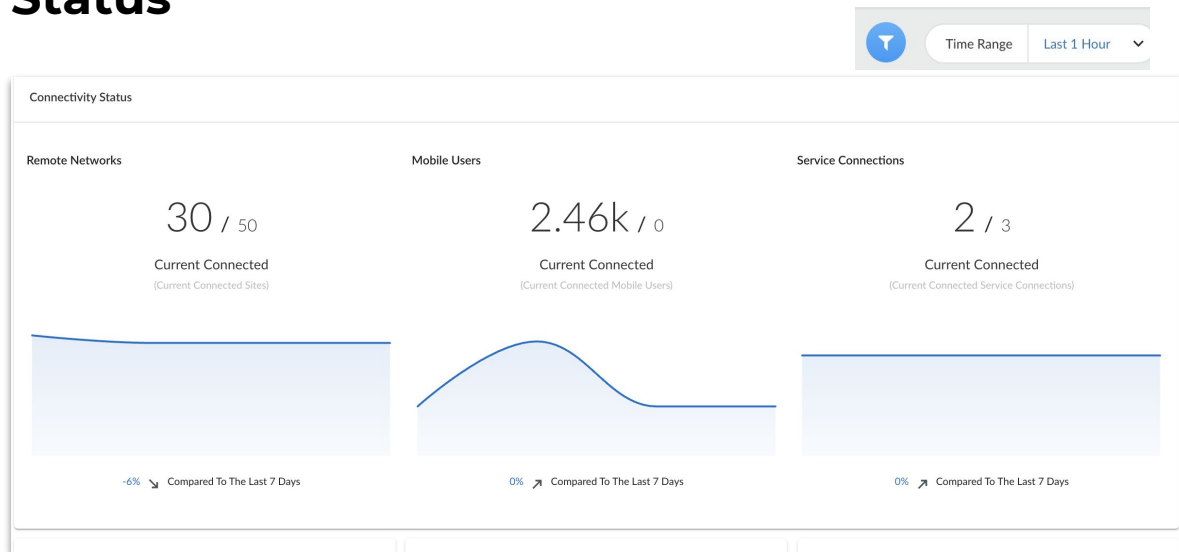 Status
Time Range Last 1 Hour
Connectivity Status
Remote Networks
30 / 50
Current Connected
(Current Connected Sites)
-6% Compared To The Last 7 Days
Mobile Users
2.46k / 0
Current Connected
(Current Connected Mobile Users)
0% Compared To The Last 7 Days
Service Connections
2 / 3
Current Connected
(Current Connected Service Connections)
0% Compared To The Last 7 Days